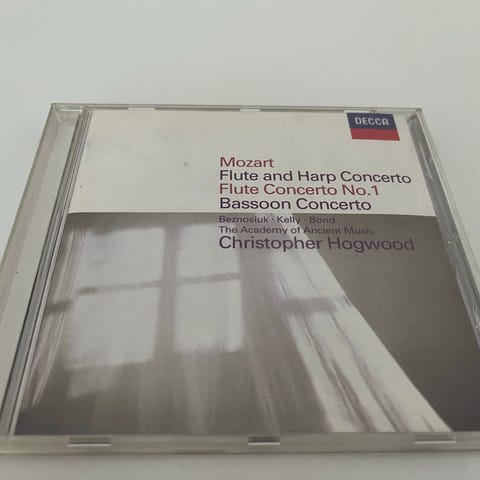 DECCA
Mozart
Flute and Harp Concerto
Flute Concerto No.1
Bassoon Concerto
Beznosiuk · Kelly · Bond
The Academy of Ancient Music
Christopher Hogwood